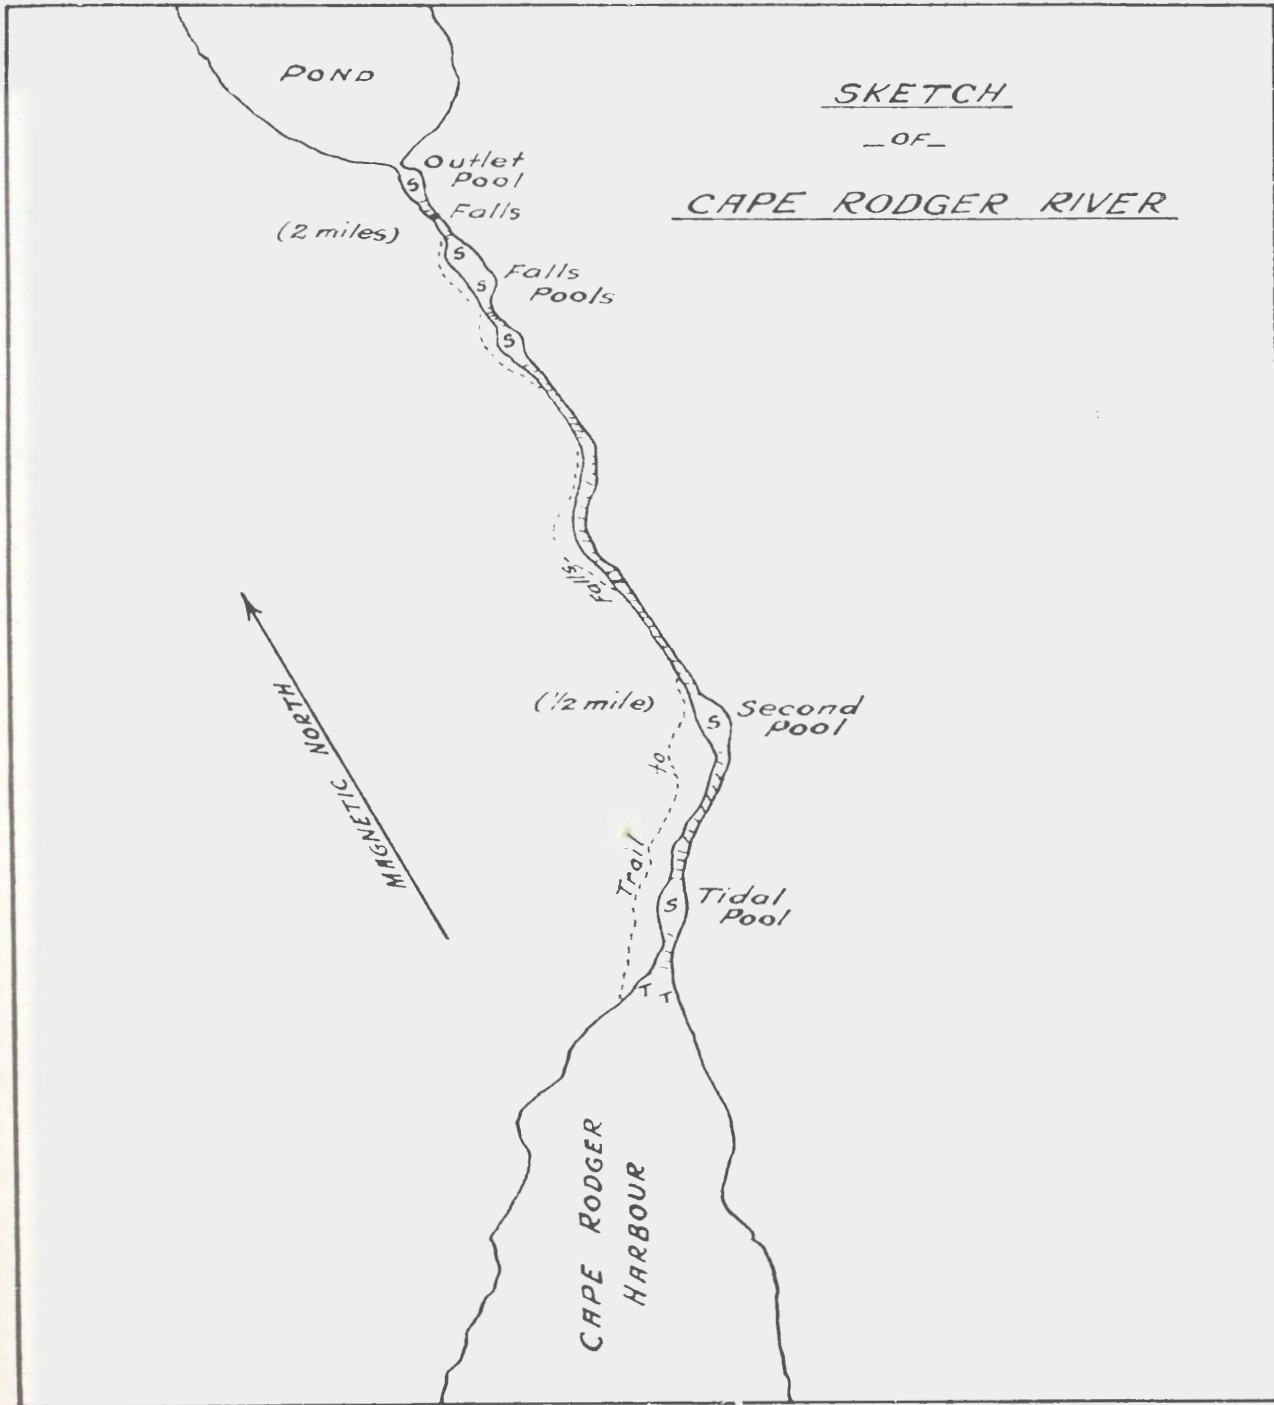 SKETCH
_ OF _
CAPE RODGER RIVER
POND
Outlet
Pool
S
Falls
(2 miles)
S
S
Falls
Pools
S
Falls
(1/2 mile)
S
Second
Pool
Trail to
S
Tidal
Pool
T T
MAGNETIC NORTH
CAPE RODGER
HARBOUR